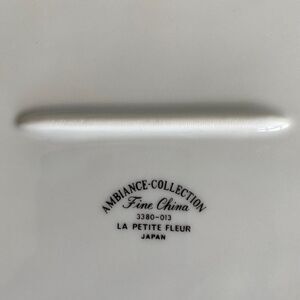 AMBIANCE-COLLECTION
Fine China
3380-013
LA PETITE FLEUR
JAPAN